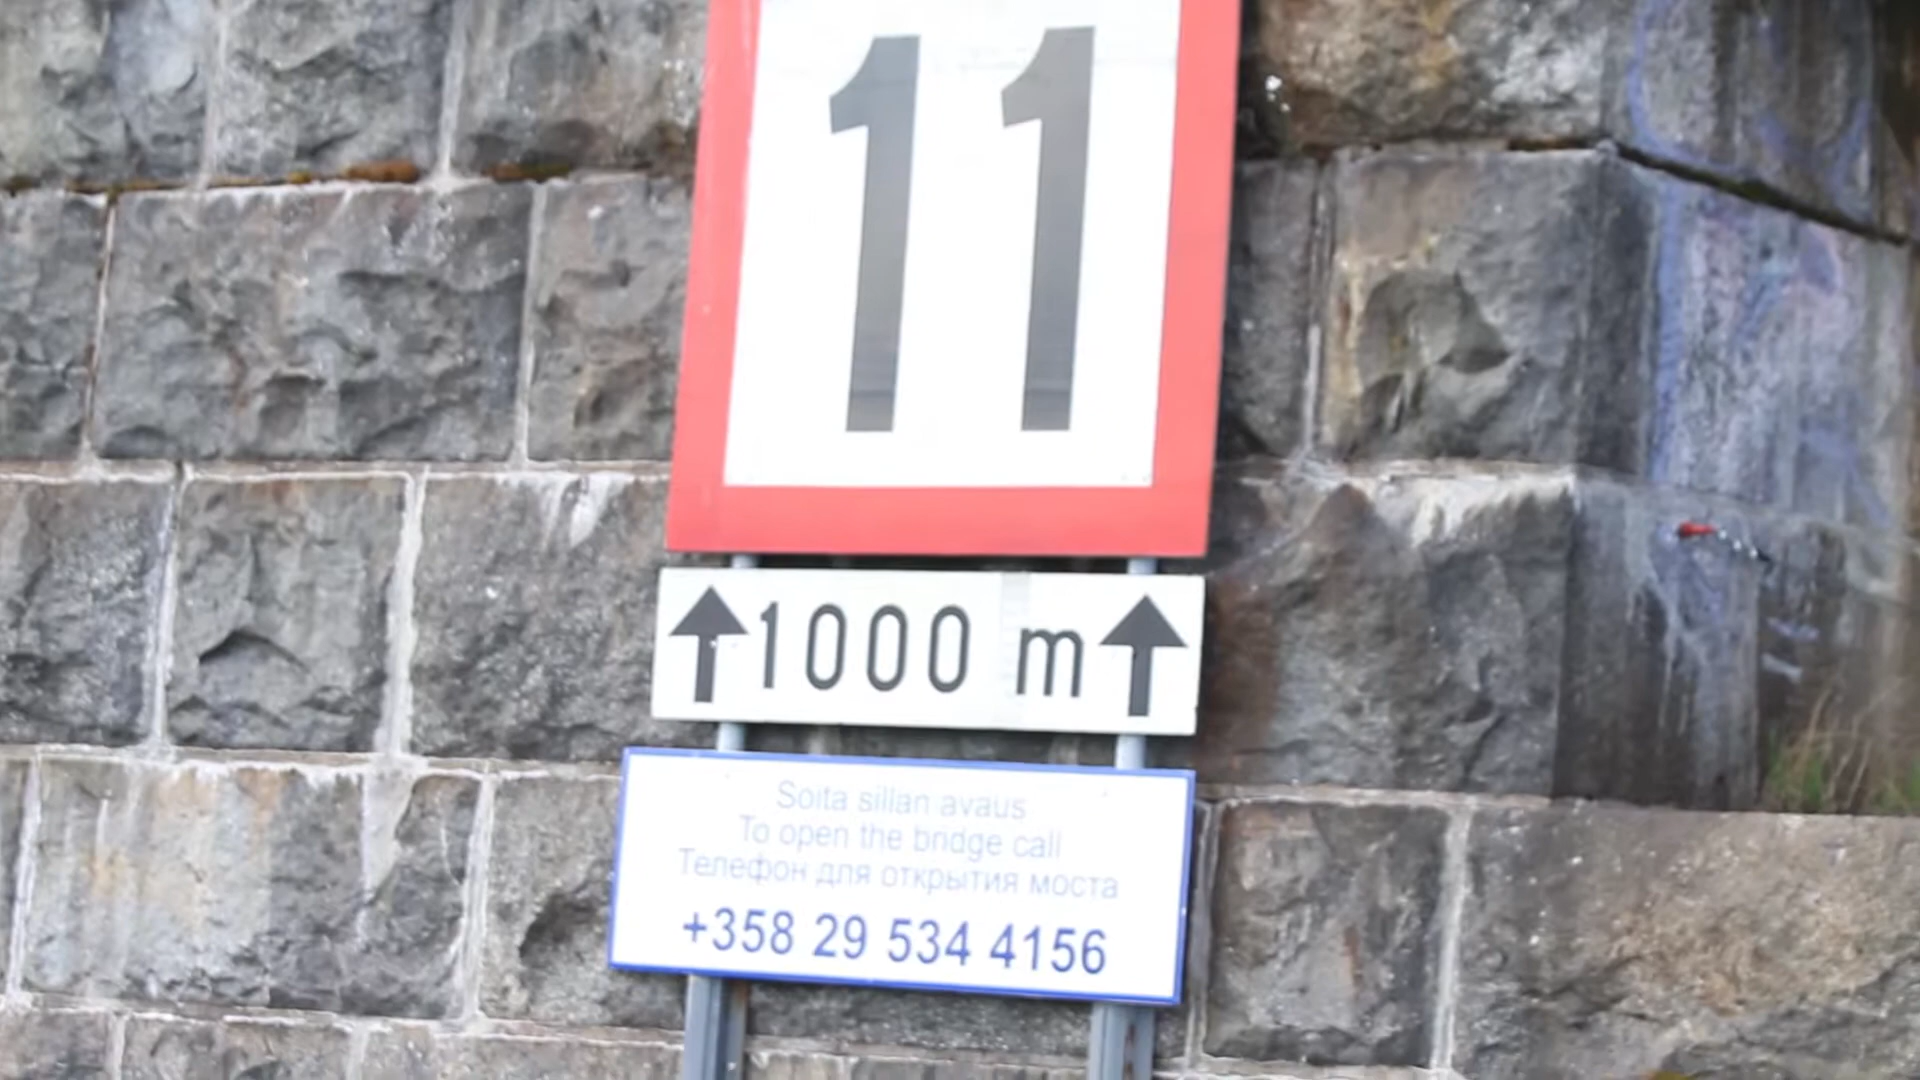 11
1000 m
Soita sillan avaus
To open the bridge call
Телефон для открытия моста
+358 29 534 4156